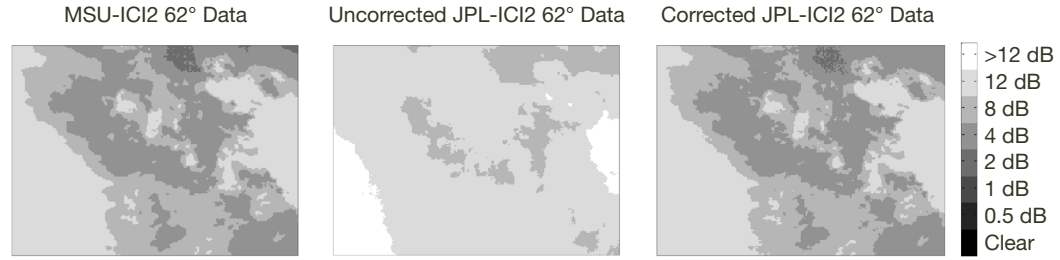 MSU-ICI2 62° Data
Uncorrected JPL-ICI2 62° Data
Corrected JPL-ICI2 62° Data
>12 dB
12 dB
8 dB
4 dB
2 dB
1 dB
0.5 dB
Clear